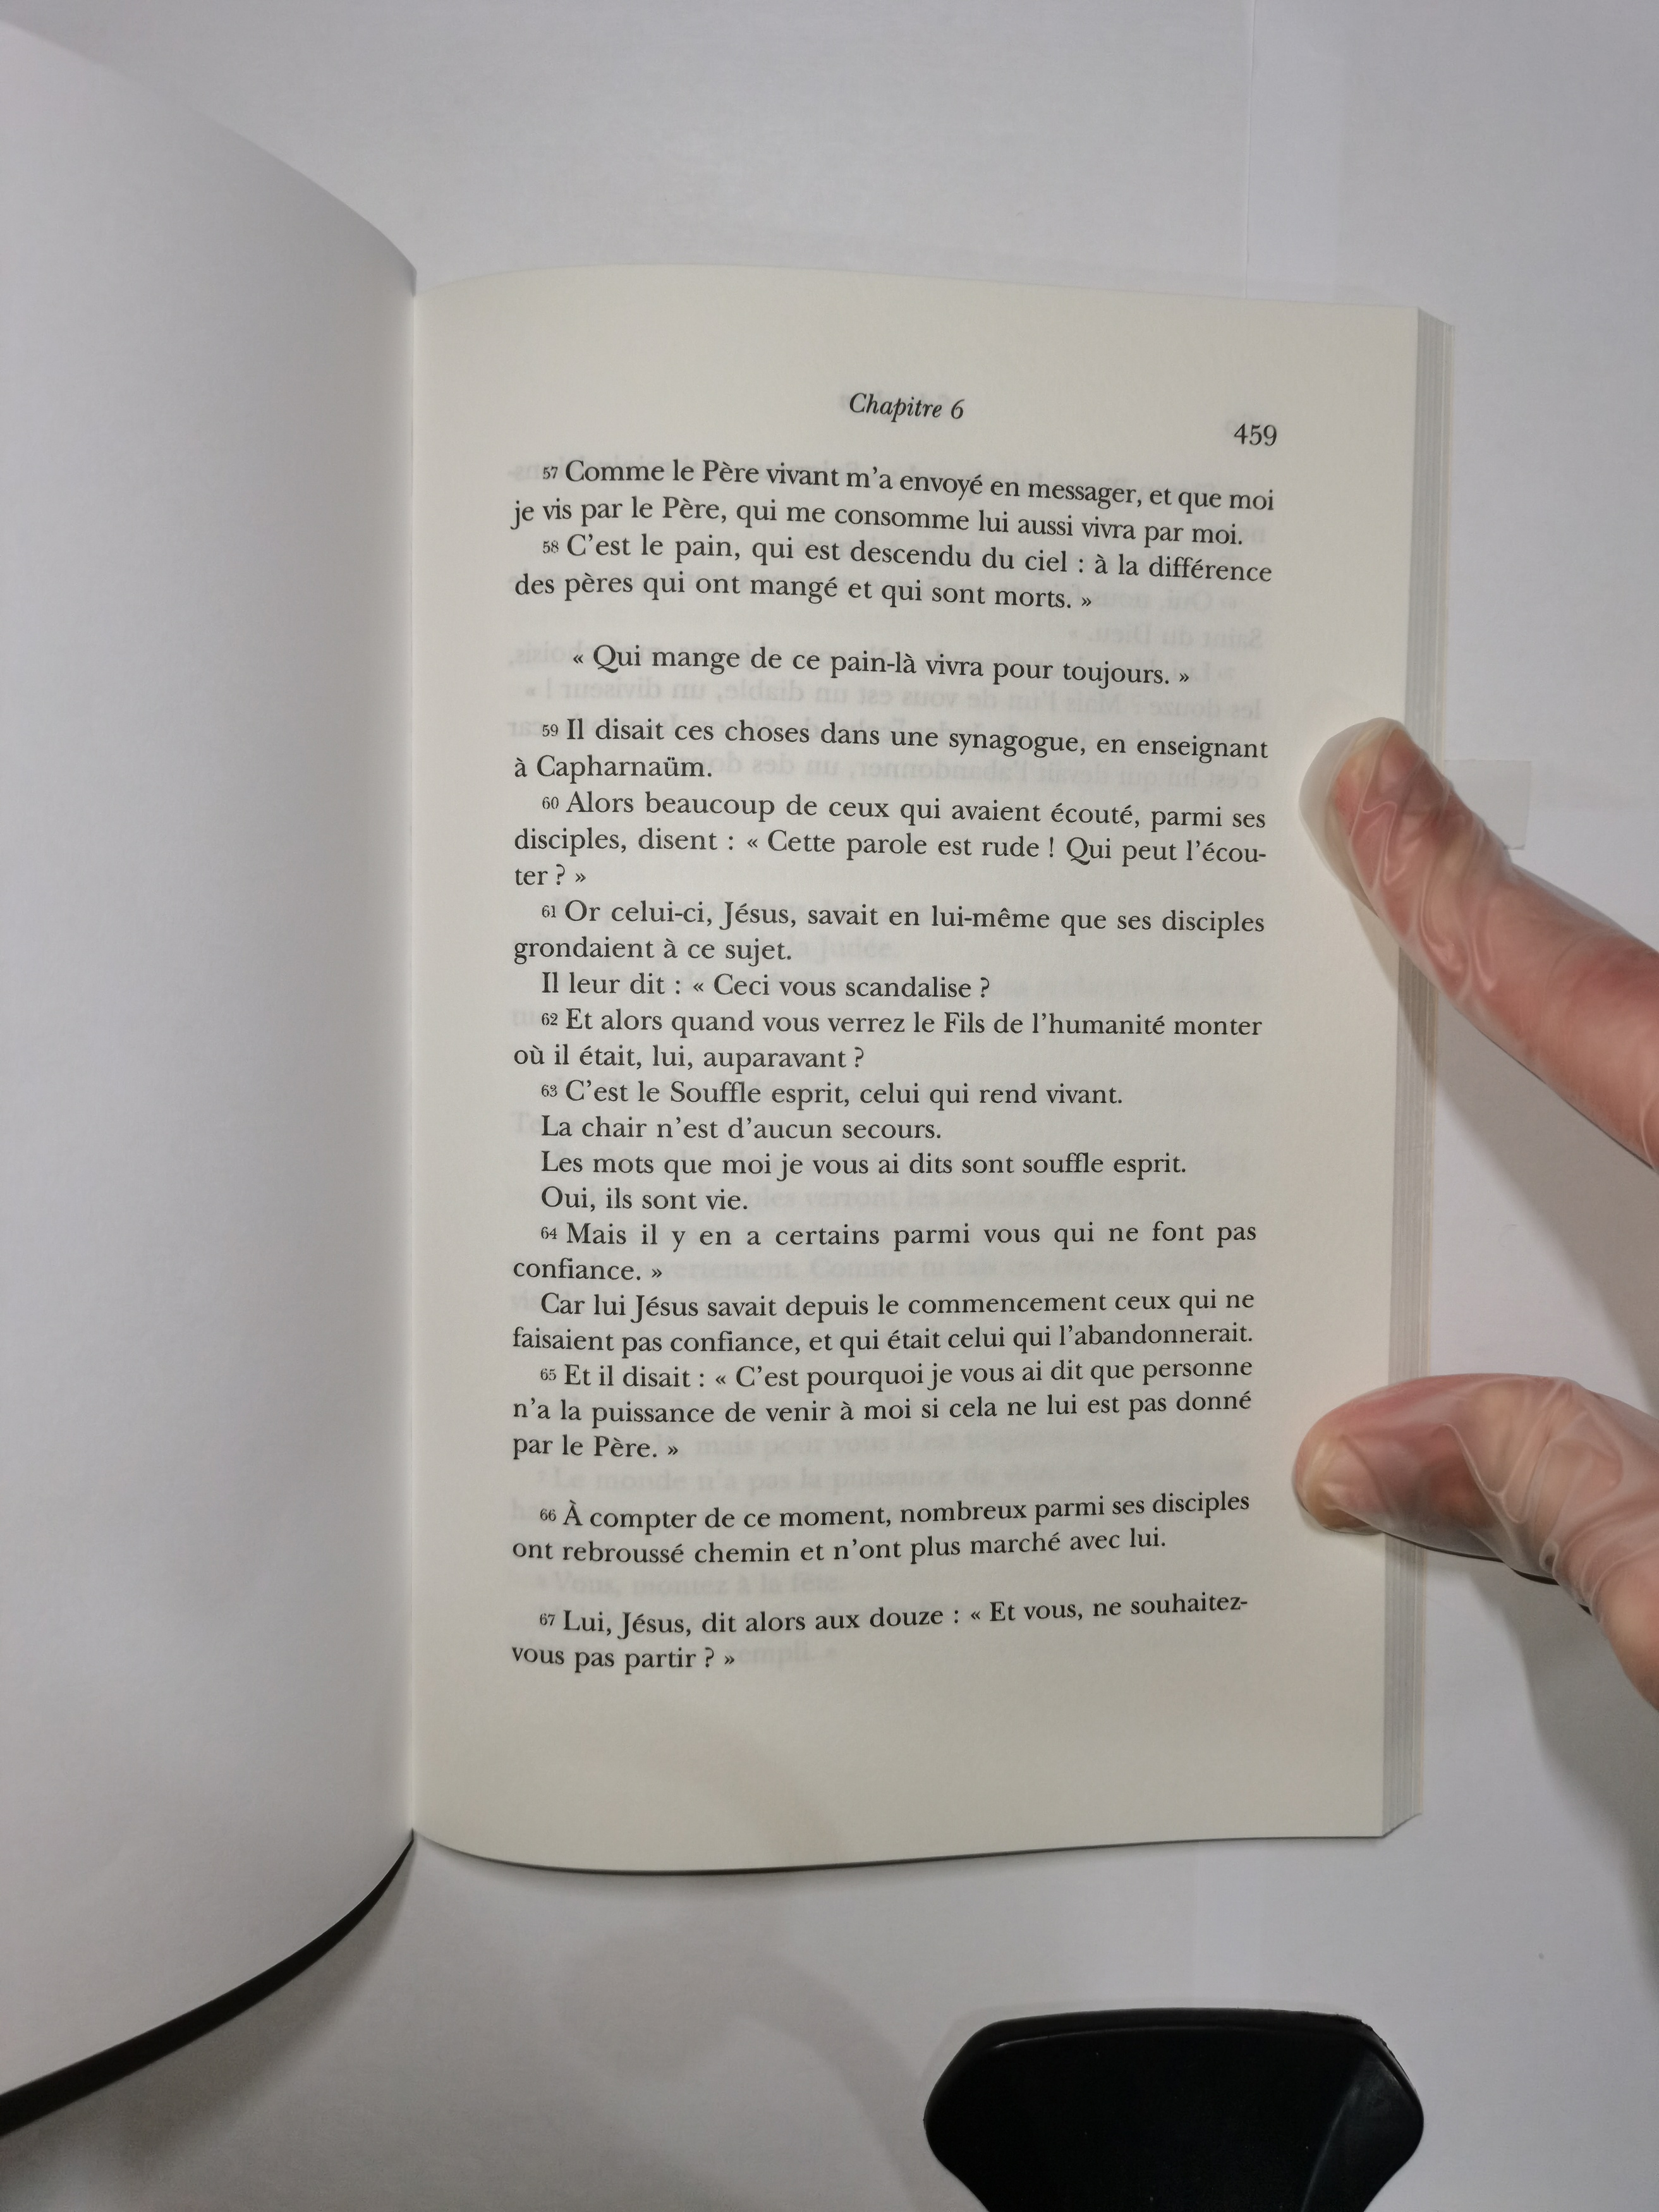 Chapitre 6
459
57 Comme le Père vivant m'a envoyé en messager, et que moi
je vis par le Père, qui me consomme lui aussi vivra par moi.
58 C'est le pain, qui est descendu du ciel : à la différence
des pères qui ont mangé et qui sont morts. »
« Qui mange de ce pain-là vivra pour toujours. »
59 Il disait ces choses dans une synagogue, en enseignant
à Capharnaüm.
60 Alors beaucoup de ceux qui avaient écouté, parmi ses
disciples, disent : « Cette parole est rude ! Qui peut l'écou-
ter ? »
61 Or celui-ci, Jésus, savait en lui-même que ses disciples
grondaient à ce sujet.
Il leur dit : « Ceci vous scandalise ?
62 Et alors quand vous verrez le Fils de l'humanité monter
où il était, lui, auparavant ?
63 C'est le Souffle esprit, celui qui rend vivant.
La chair n'est d'aucun secours.
Les mots que moi je vous ai dits sont souffle esprit.
Oui, ils sont vie.
64 Mais il y en a certains parmi vous qui ne font pas
confiance. »
Car lui Jésus savait depuis le commencement ceux qui ne
faisaient pas confiance, et qui était celui qui l'abandonnerait.
65 Et il disait : « C'est pourquoi je vous ai dit que personne
n'a la puissance de venir à moi si cela ne lui est pas donné
par le Père. »
66 À compter de ce moment, nombreux parmi ses disciples
ont rebroussé chemin et n'ont plus marché avec lui.
67 Lui, Jésus, dit alors aux douze : « Et vous, ne souhaitez-
vous pas partir ? »